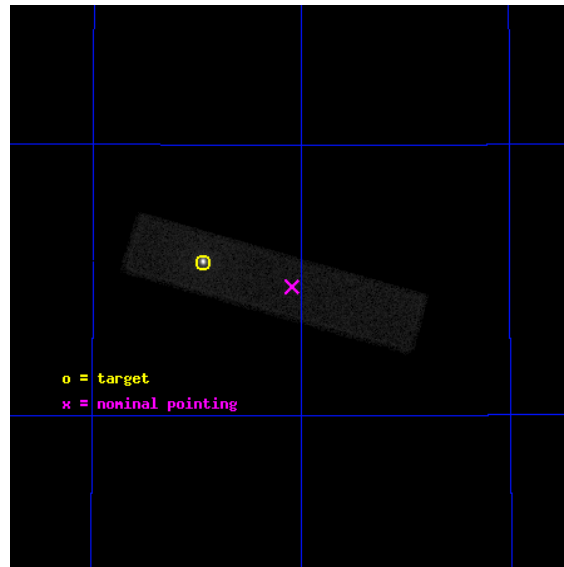 o = target
x = nominal pointing